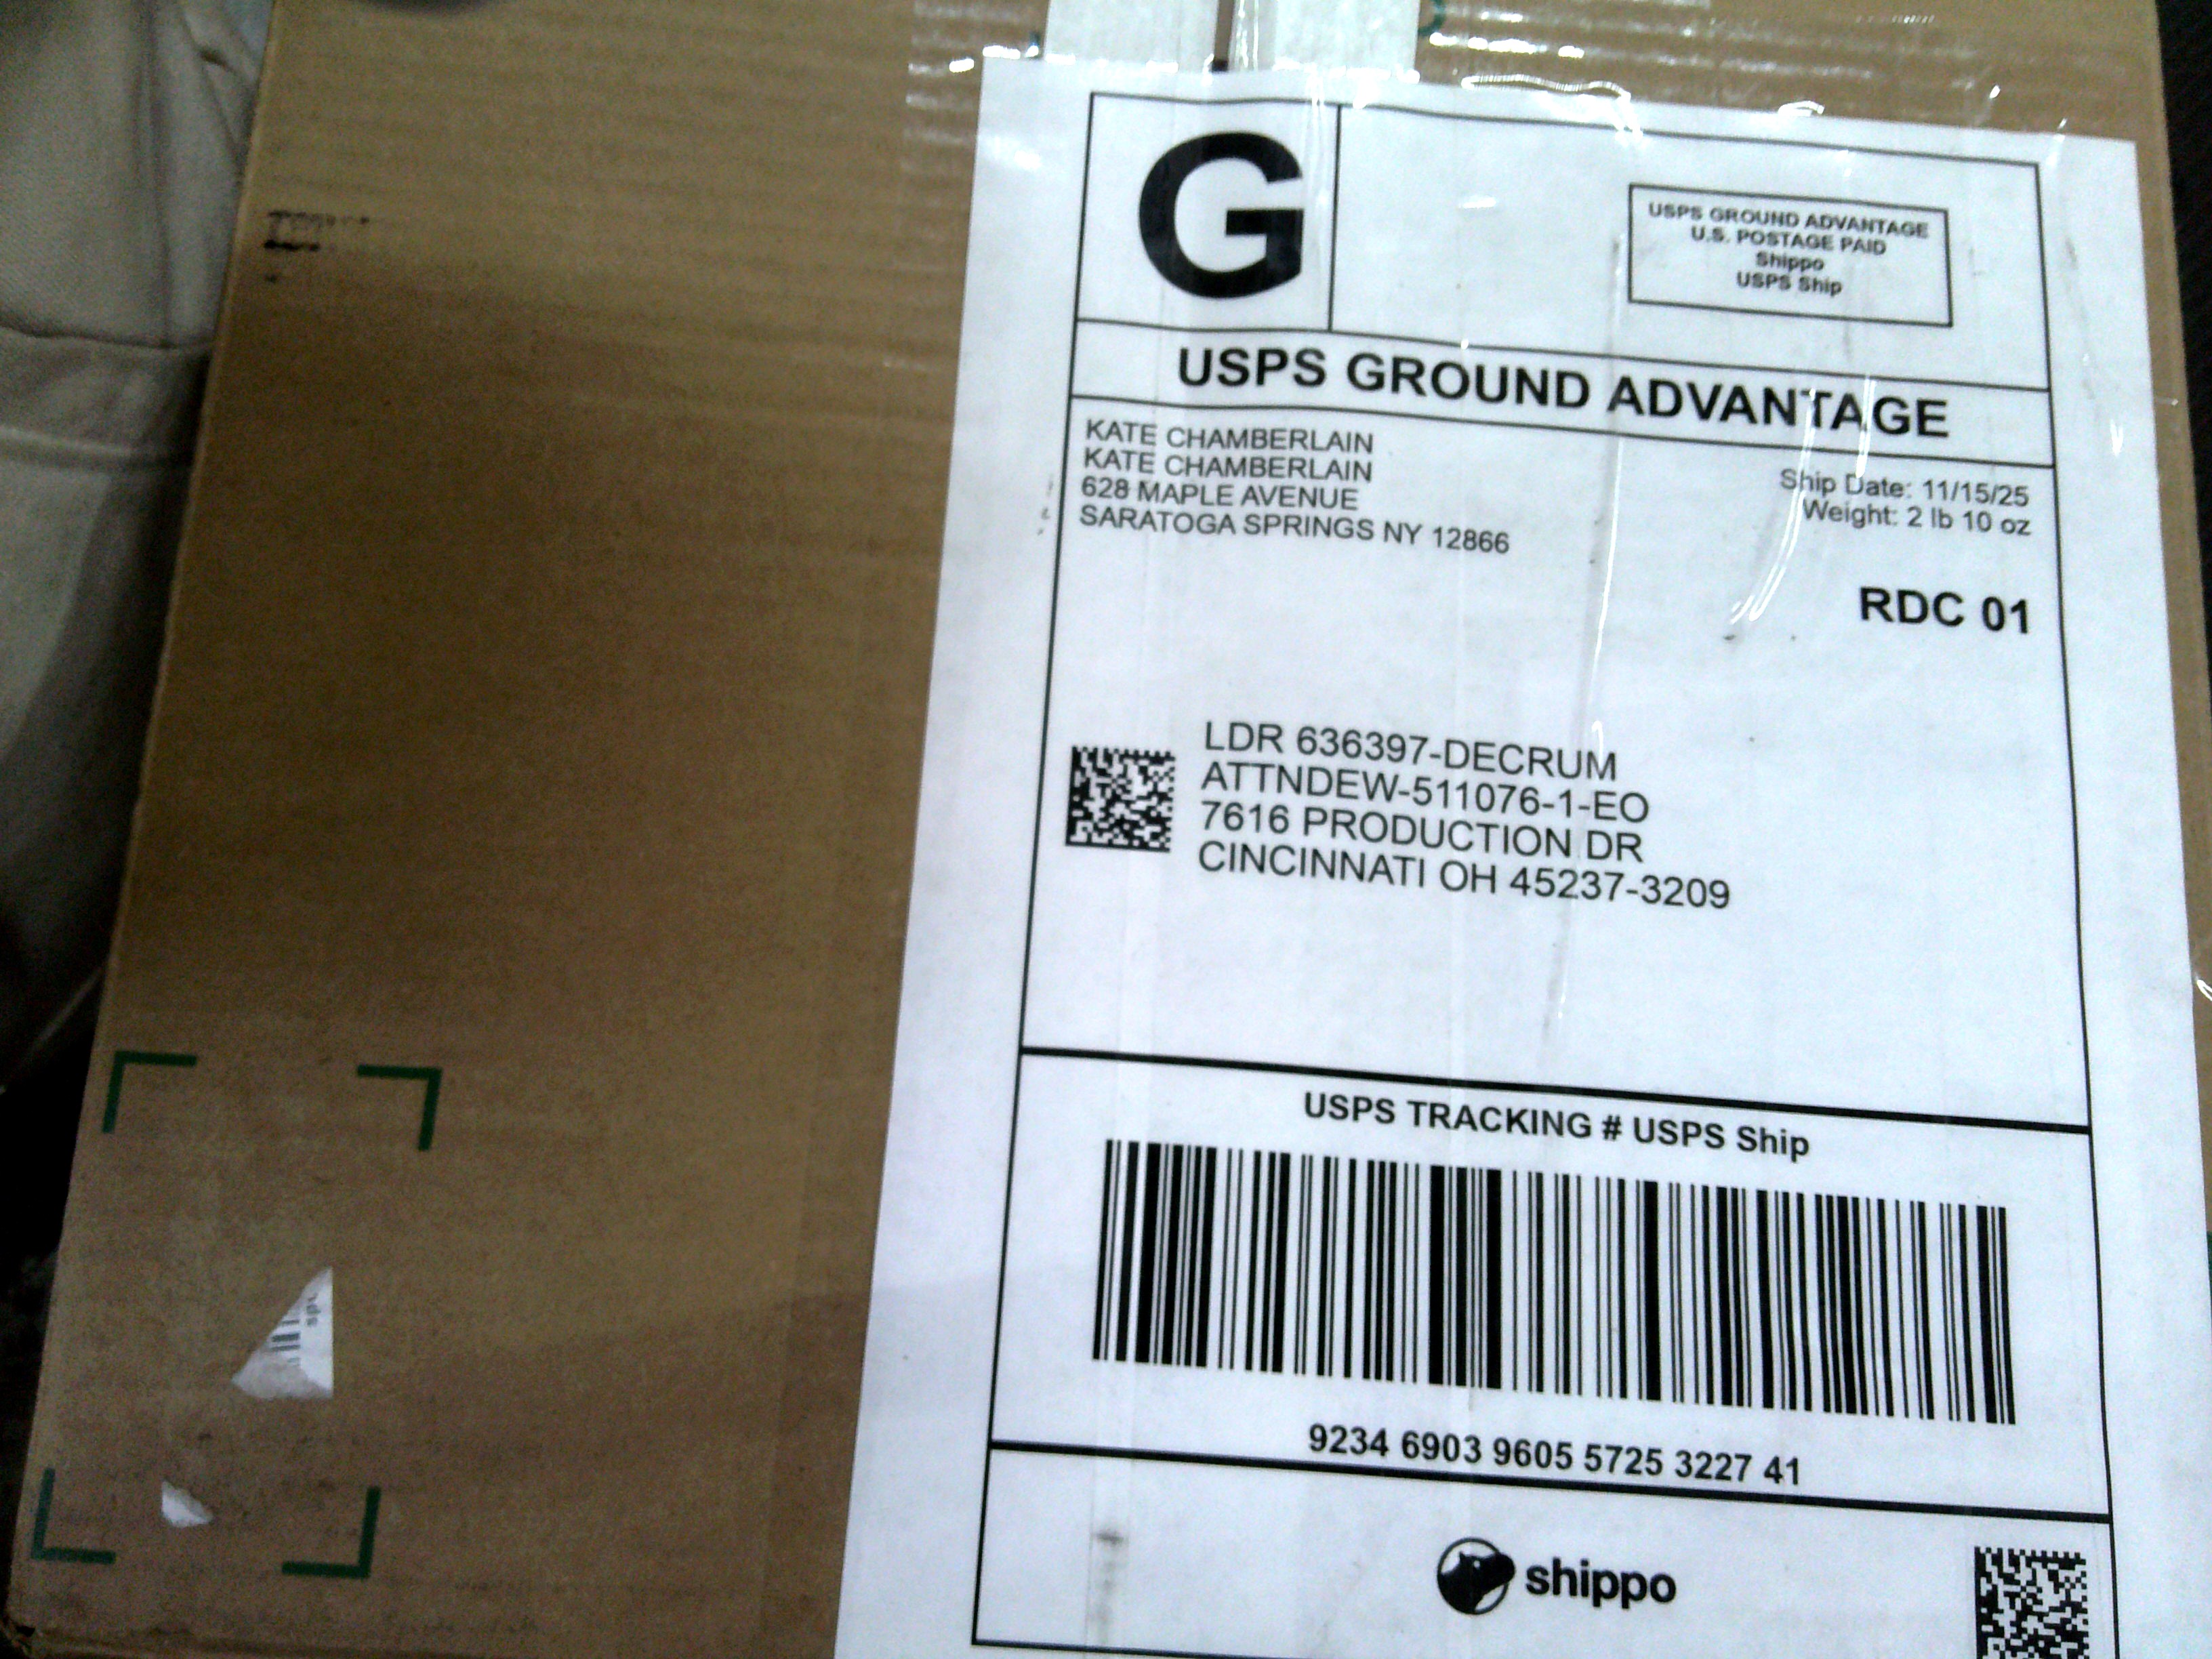 G
USPS GROUND ADVANTAGE
U.S. POSTAGE PAID
Shippo
USPS Ship
USPS GROUND ADVANTAGE
KATE CHAMBERLAIN
KATE CHAMBERLAIN
628 MAPLE AVENUE
SARATOGA SPRINGS NY 12866
Ship Date: 11/15/25
Weight: 2 lb 10 oz
RDC 01
LDR 636397-DECRUM
ATTNDEW-511076-1-EO
7616 PRODUCTION DR
CINCINNATI OH 45237-3209
USPS TRACKING # USPS Ship
9234 6903 9605 5725 3227 41
shippo